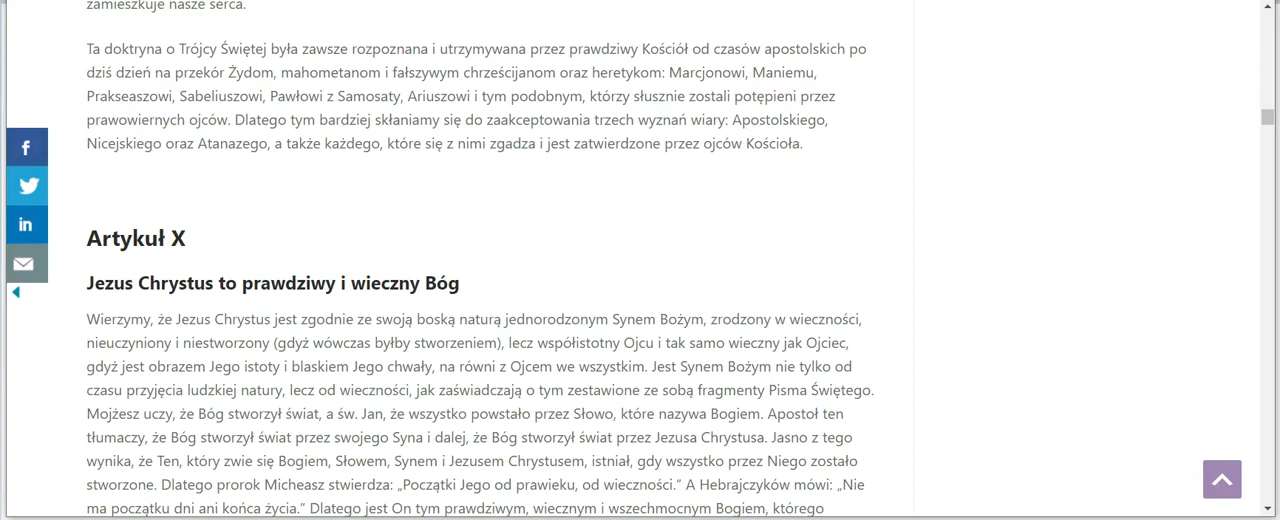 zamieszkuje nasze serca.
Ta doktryna o Trójcy Świętej była zawsze rozpoznana i utrzymywana przez prawdziwy Kościół od czasów apostolskich po
dziś dzień na przekór Żydom, mahometanom i fałszywym chrześcijanom oraz heretykom: Marcjonowi, Maniemu,
Prakseaszowi, Sabeliuszowi, Pawłowi z Samosaty, Ariuszowi i tym podobnym, którzy słusznie zostali potępieni przez
prawowiernych ojców. Dlatego tym bardziej skłaniamy się do zaakceptowania trzech wyznań wiary: Apostolskiego,
Nicejskiego oraz Atanazego, a także każdego, które się z nimi zgadza i jest zatwierdzone przez ojców Kościoła.
Artykuł X
Jezus Chrystus to prawdziwy i wieczny Bóg
Wierzymy, że Jezus Chrystus jest zgodnie ze swoją boską naturą jednorodzonym Synem Bożym, zrodzony w wieczności,
nieuczyniony i niestworzony (gdyż wówczas byłby stworzeniem), lecz współistotny Ojcu i tak samo wieczny jak Ojciec,
gdyż jest obrazem Jego istoty i blaskiem Jego chwały, na równi z Ojcem we wszystkim. Jest Synem Bożym nie tylko od
czasu przyjęcia ludzkiej natury, lecz od wieczności, jak zaświadczają o tym zestawione ze sobą fragmenty Pisma Świętego.
Mojżesz uczy, że Bóg stworzył świat, a św. Jan, że wszystko powstało przez Słowo, które nazywa Bogiem. Apostoł ten
tłumaczy, że Bóg stworzył świat przez swojego Syna i dalej, że Bóg stworzył świat przez Jezusa Chrystusa. Jasno z tego
wynika, że Ten, który zwie się Bogiem, Słowem, Synem i Jezusem Chrystusem, istniał, gdy wszystko przez Niego zostało
stworzone. Dlatego prorok Micheasz stwierdza: „Początki Jego od prawieku, od wieczności.” A Hebrajczyków mówi: „Nie
ma początku dni ani końca życia.” Dlatego jest On tym prawdziwym, wiecznym i wszechmocnym Bogiem, którego